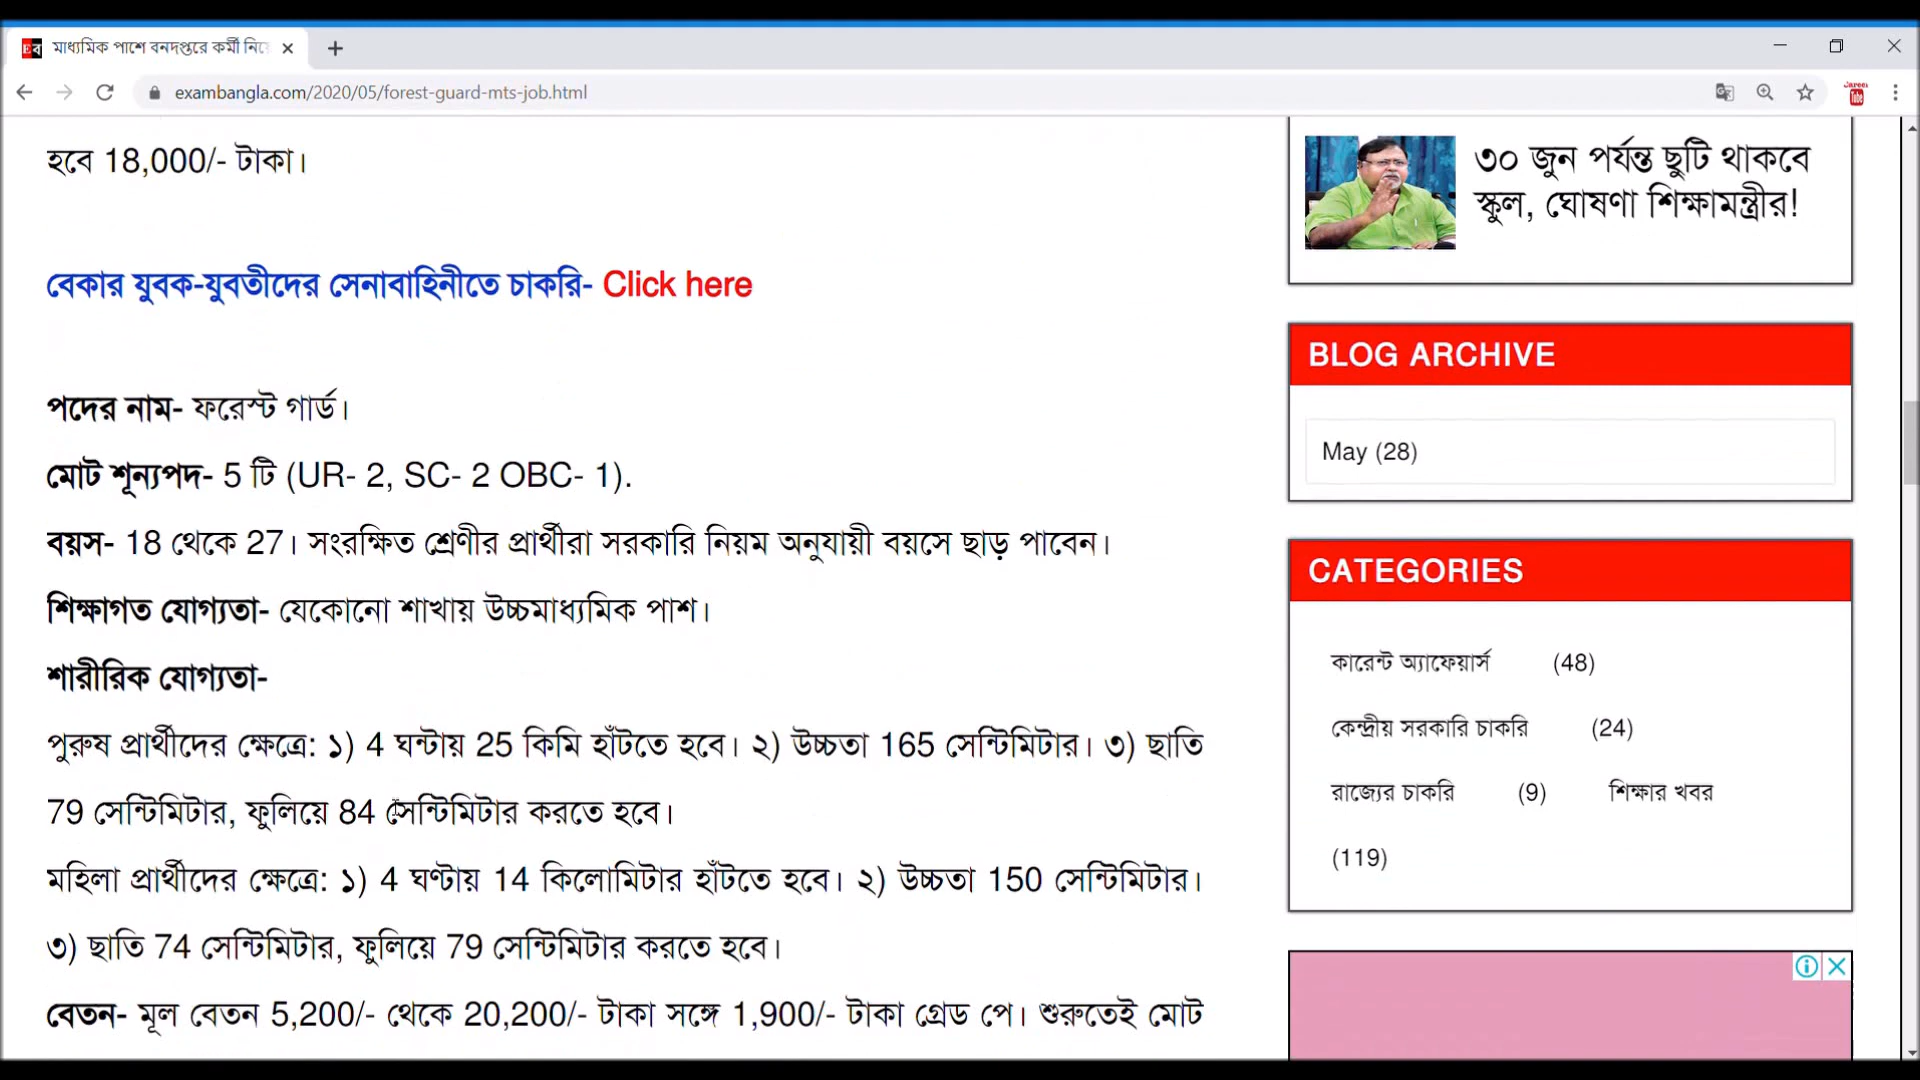 মাধ্যমিক পাশে বনদপ্তরে কর্মী নিয়ে
exambangla.com/2020/05/forest-guard-mts-job.html
হবে 18,000/- টাকা।
বেকার যুবক-যুবতীদের সেনাবাহিনীতে চাকরি- Click here
পদের নাম- ফরেস্ট গার্ড।
মোট শূন্যপদ- 5 টি (UR- 2, SC- 2 OBC- 1).
বয়স- 18 থেকে 27। সংরক্ষিত শ্রেণীর প্রার্থীরা সরকারি নিয়ম অনুযায়ী বয়সে ছাড় পাবেন।
শিক্ষাগত যোগ্যতা- যেকোনো শাখায় উচ্চমাধ্যমিক পাশ।
শারীরিক যোগ্যতা-
পুরুষ প্রার্থীদের ক্ষেত্রে: ১) 4 ঘন্টায় 25 কিমি হাঁটতে হবে। ২) উচ্চতা 165 সেন্টিমিটার। ৩) ছাতি
79 সেন্টিমিটার, ফুলিয়ে 84 সেন্টিমিটার করতে হবে।
মহিলা প্রার্থীদের ক্ষেত্রে: ১) 4 ঘণ্টায় 14 কিলোমিটার হাঁটতে হবে। ২) উচ্চতা 150 সেন্টিমিটার।
৩) ছাতি 74 সেন্টিমিটার, ফুলিয়ে 79 সেন্টিমিটার করতে হবে।
বেতন- মূল বেতন 5,200/- থেকে 20,200/- টাকা সঙ্গে 1,900/- টাকা গ্রেড পে। শুরুতেই মোট
৩০ জুন পর্যন্ত ছুটি থাকবে
স্কুল, ঘোষণা শিক্ষামন্ত্রীর!
BLOG ARCHIVE
May (28)
CATEGORIES
কারেন্ট অ্যাফেয়ার্স (48)
কেন্দ্রীয় সরকারি চাকরি (24)
রাজ্যের চাকরি (9) শিক্ষার খবর
(119)